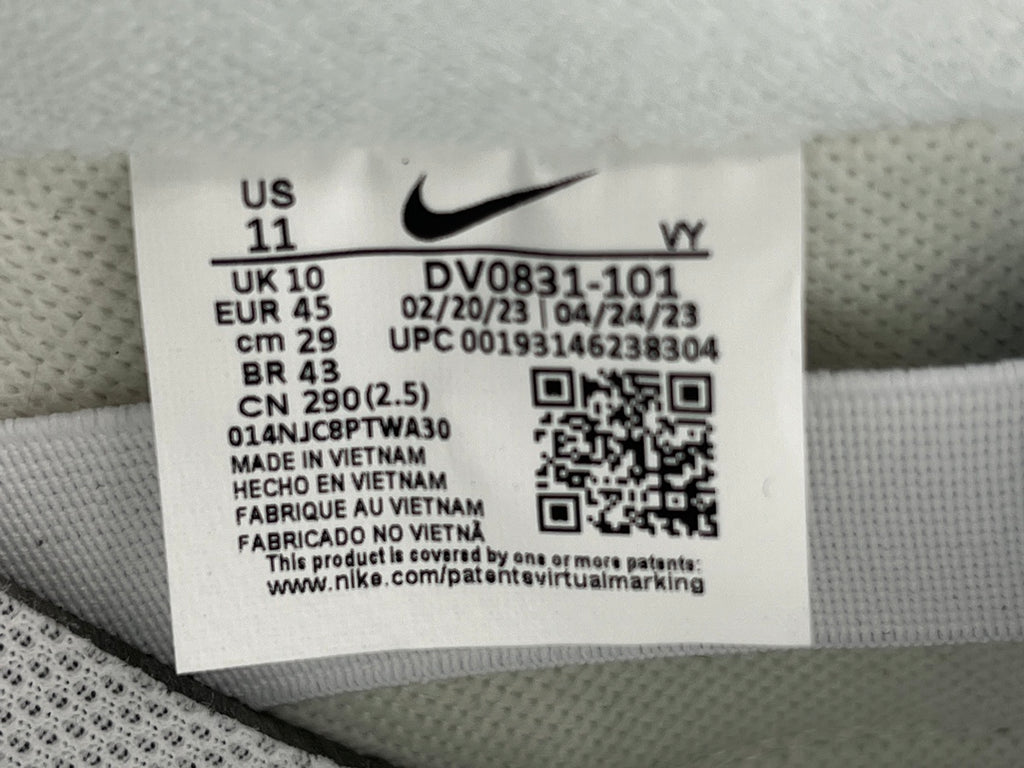 US
11
VY
UK 10
DV0831-101
EUR 45
02/20/23 | 04/24/23
cm 29
UPC 00193146238304
BR 43
CN 290(2.5)
014NJC8PTWA30
MADE IN VIETNAM
HECHO EN VIETNAM
FABRIQUE AU VIETNAM
FABRICADO NO VIETNÃ
This product is covered by one or more patents:
www.nike.com/patentsvirtualmarking